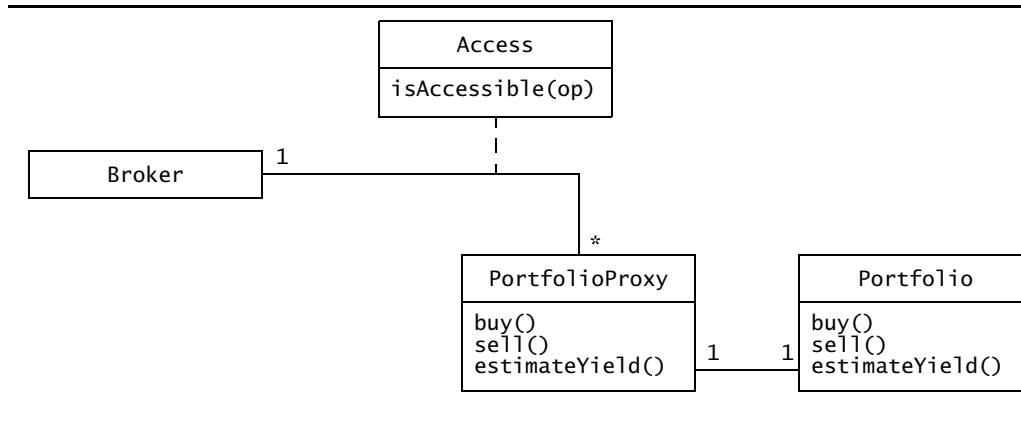 Access
isAccessible(op)
1
Broker
*
PortfolioProxy
Portfolio
buy()
sell()
estimateYield()
1
1
buy()
sell()
estimateYield()